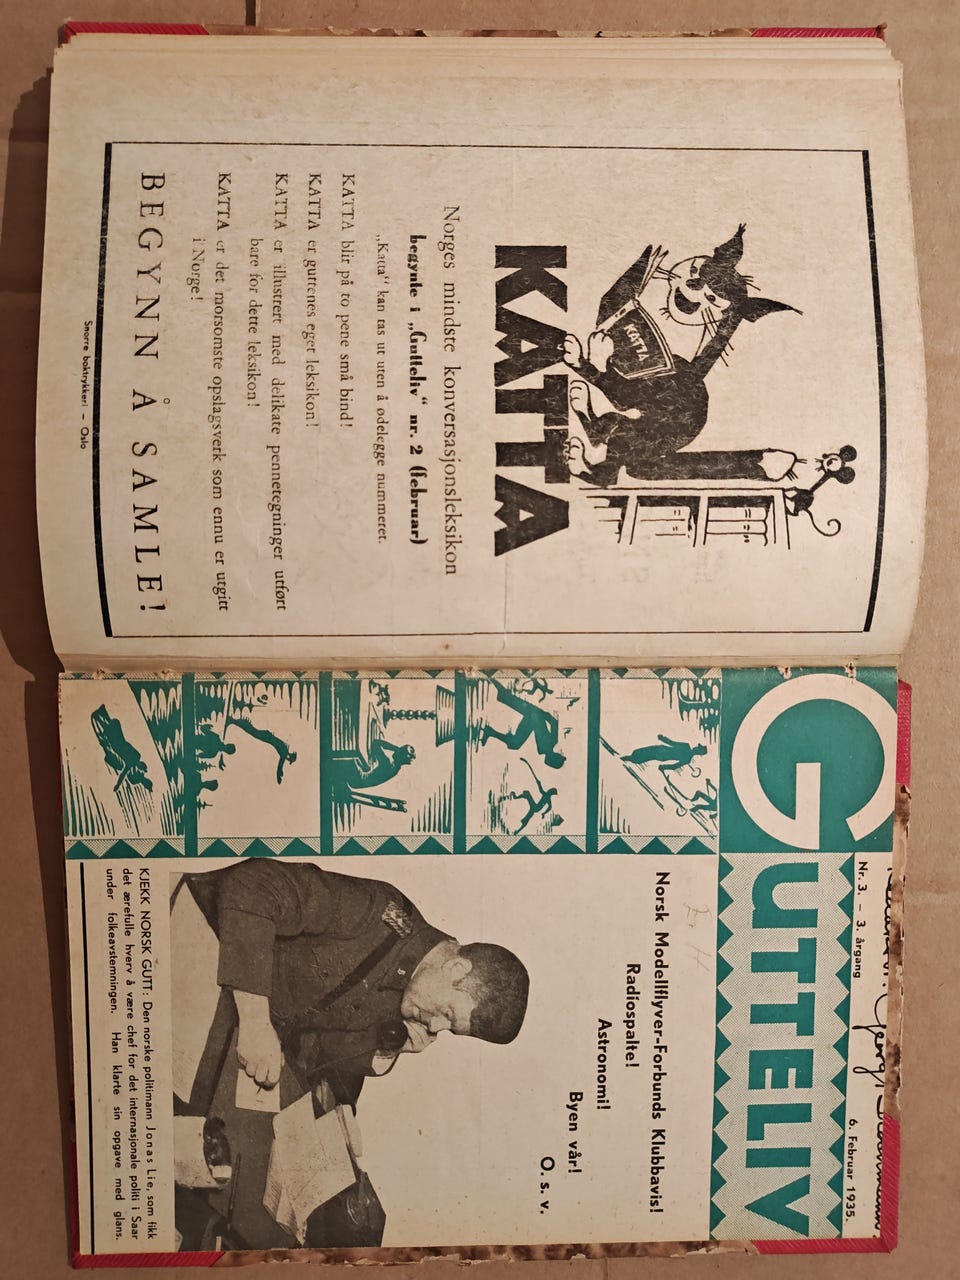 KATTA
KATTA
Norges mindste konversasjonsleksikon
begynte i „Gutteliv“ nr. 2 (februar)
„Katta“ kan tas ut uten å ødelegge nummeret.
KATTA blir på to pene små bind!
KATTA er guttenes eget leksikon!
KATTA er illustrert med delikate pennetegninger utført
bare for dette leksikon!
KATTA er det morsomste opslagsverk som ennu er utgitt
i Norge!
BEGYNN Å SAMLE!
Snorre boktrykkeri – Oslo
Georg
Nr. 3. – 3. årgang
6. Februar 1935.
GUTTELIV
Norsk Modellflyver-Forbunds Klubbavis!
Radiospalte!
Astronomi!
Byen vår!
O. s. v.
KJEKK NORSK GUTT: Den norske politimann Jonas Lie, som fikk
det ærefulle hverv å være chef for det internasjonale politi i Saar
under folkeavstemningen. Han klarte sin opgave med glans.